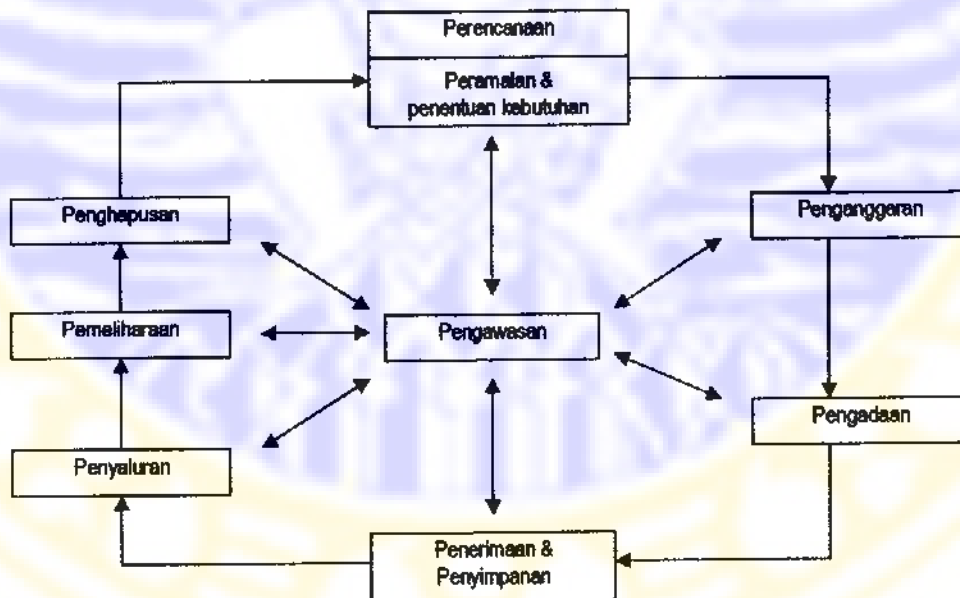 Perencanaan
Peramalan &
penentuan kebutuhan
Penghapusan
Penganggaran
Pemeliharaan
Pengawasan
Pengadaan
Penyaluran
Penerimaan &
Penyimpanan